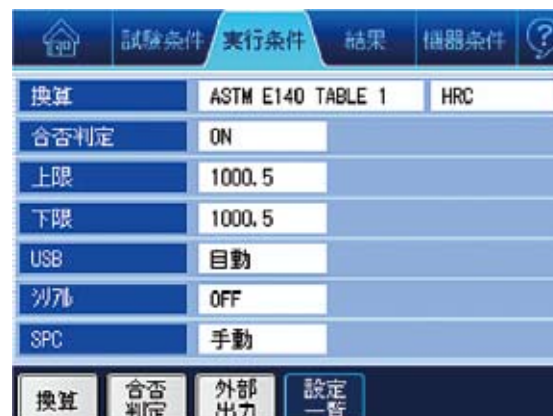 試験条件 実行条件 結果 機器条件 ?
換算 ASTM E140 TABLE 1 HRC
合否判定 ON
上限 1000.5
下限 1000.5
USB 自動
ｼﾘｱﾙ OFF
SPC 手動
換算 合否判定 外部出力 設定一覧